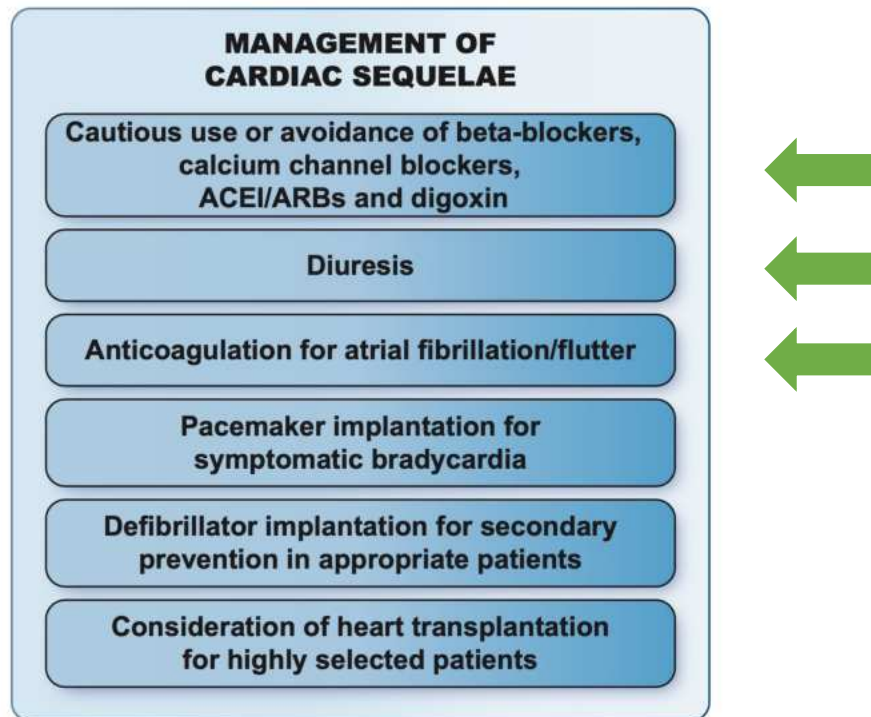 MANAGEMENT OF
CARDIAC SEQUELAE
Cautious use or avoidance of beta-blockers,
calcium channel blockers,
ACEI/ARBs and digoxin
Diuresis
Anticoagulation for atrial fibrillation/flutter
Pacemaker implantation for
symptomatic bradycardia
Defibrillator implantation for secondary
prevention in appropriate patients
Consideration of heart transplantation
for highly selected patients